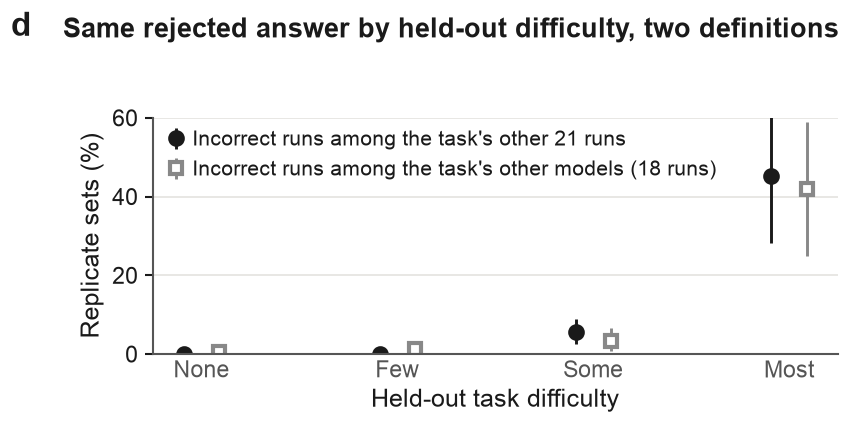 d Same rejected answer by held-out difficulty, two definitions
60
Incorrect runs among the task's other 21 runs
Incorrect runs among the task's other models (18 runs)
40
20
0
Replicate sets (%)
None Few Some Most
Held-out task difficulty